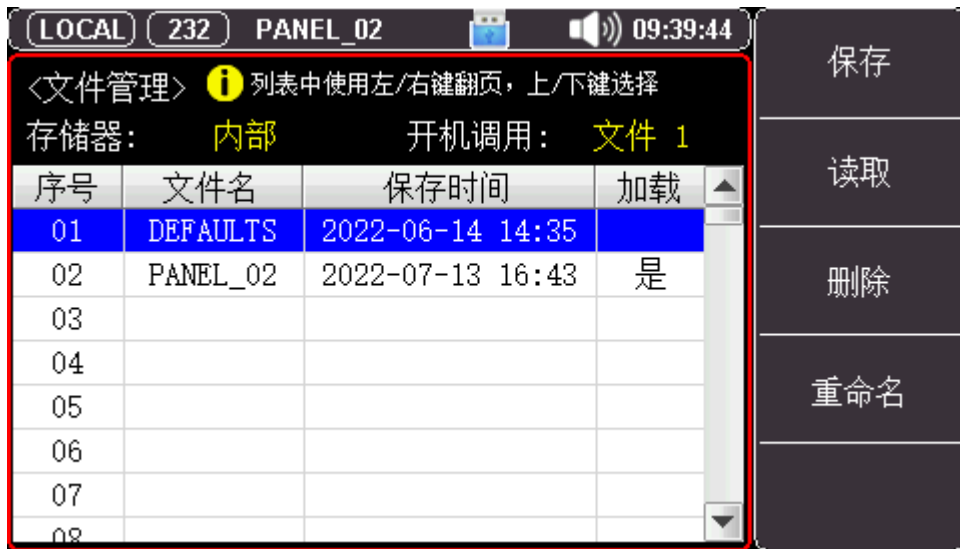 LOCAL 232 PANEL_02 09:39:44
<文件管理> i 列表中使用左/右键翻页，上/下键选择
存储器: 内部 开机调用: 文件 1
序号 文件名 保存时间 加载
01 DEFAULTS 2022-06-14 14:35
02 PANEL_02 2022-07-13 16:43 是
03
04
05
06
07
08
保存
读取
删除
重命名